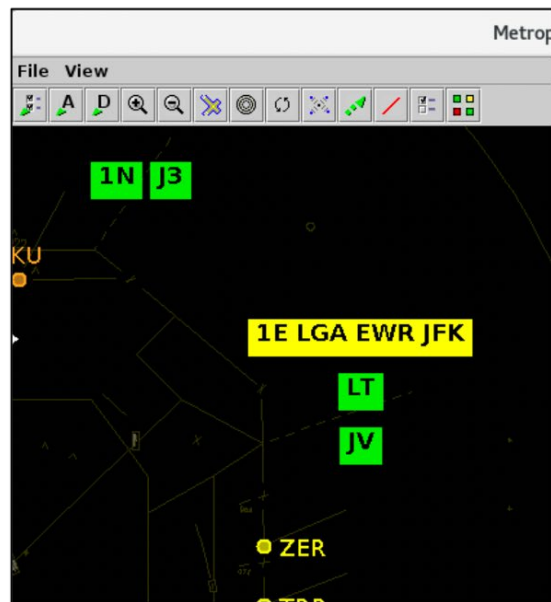 Metrop
File View
A D
1N J3
KU
1E LGA EWR JFK
LT
JV
ZER